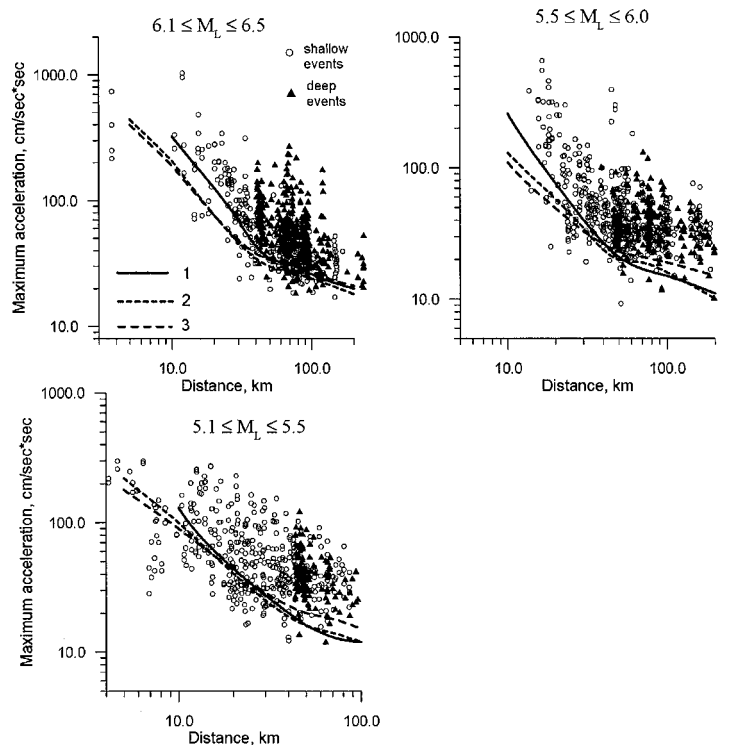 6.1 ≤ M_L ≤ 6.5
shallow
events
deep
events
1000.0
100.0
10.0
1
2
3
10.0 100.0
Distance, km
Maximum acceleration, cm/sec*sec
5.5 ≤ M_L ≤ 6.0
1000.0
100.0
10.0
10.0 100.0
Distance, km
5.1 ≤ M_L ≤ 5.5
1000.0
100.0
10.0
10.0 100.0
Distance, km
Maximum acceleration, cm/sec*sec